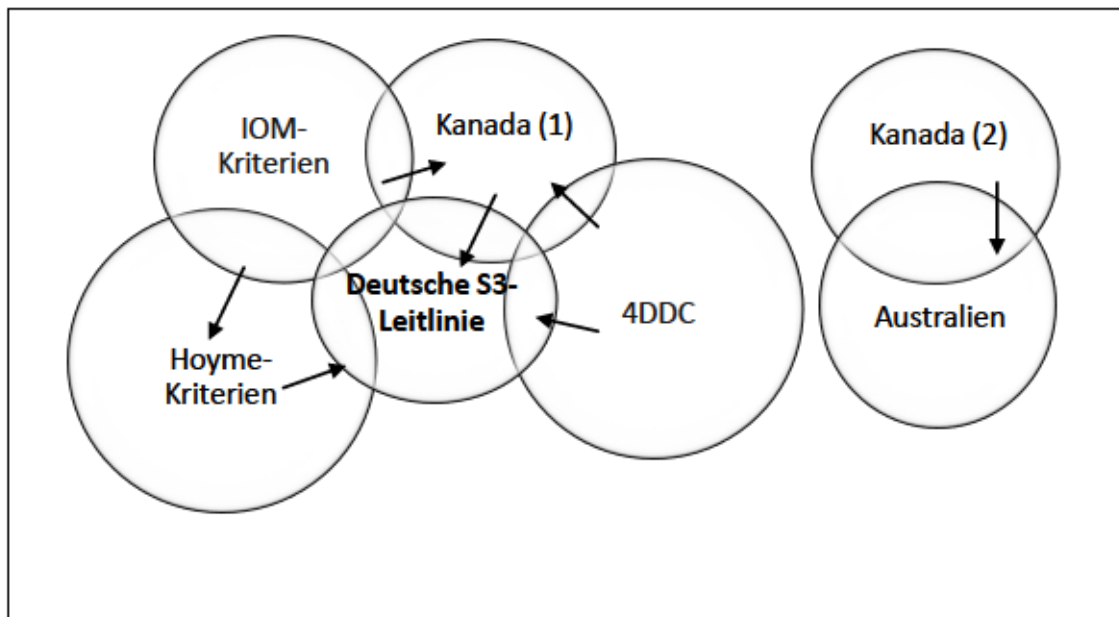 IOM-
Kriterien
Kanada (1)
Kanada (2)
Deutsche S3-
Leitlinie
4DDC
Australien
Hoyme-
Kriterien